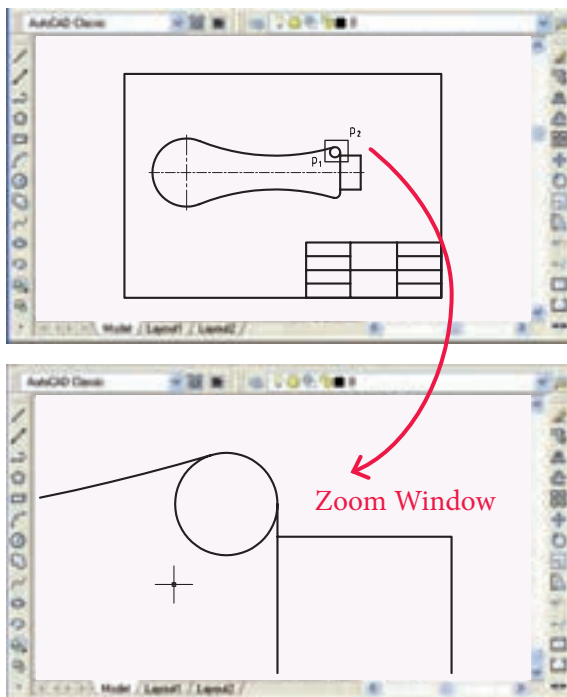 AutoCAD Classic
P₂
P₁
Model / Layout1 / Layout2 /
AutoCAD Classic
Zoom Window
Model / Layout1 / Layout2 /